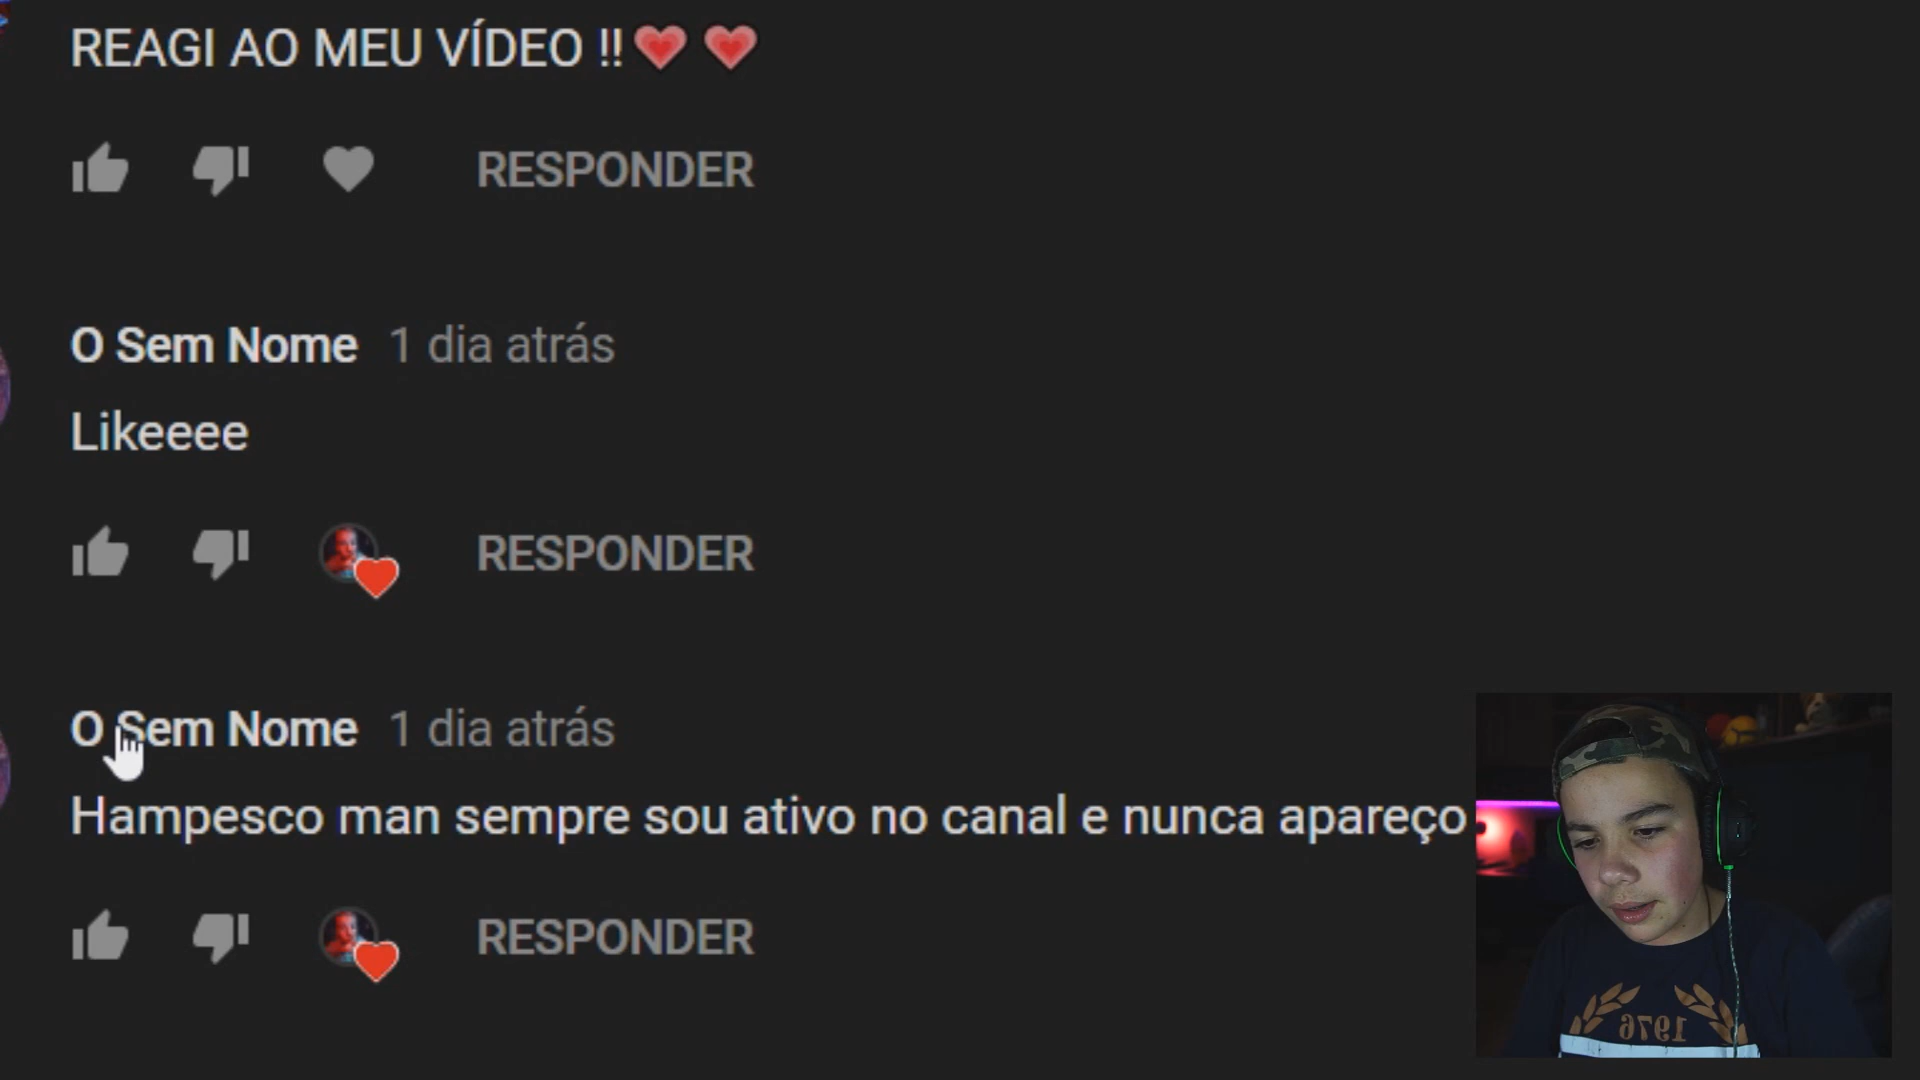 REAGI AO MEU VÍDEO !!
RESPONDER
O Sem Nome 1 dia atrás
Likeeee
RESPONDER
O Sem Nome 1 dia atrás
Hampesco man sempre sou ativo no canal e nunca apareço
RESPONDER
1976